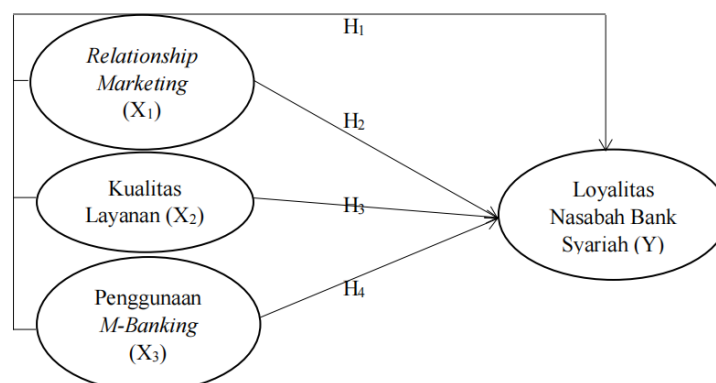 H₁
Relationship
Marketing
(X₁)
H₂
Kualitas
Layanan (X₂)
H₃
Loyalitas
Nasabah Bank
Syariah (Y)
Penggunaan
M-Banking
(X₃)
H₄